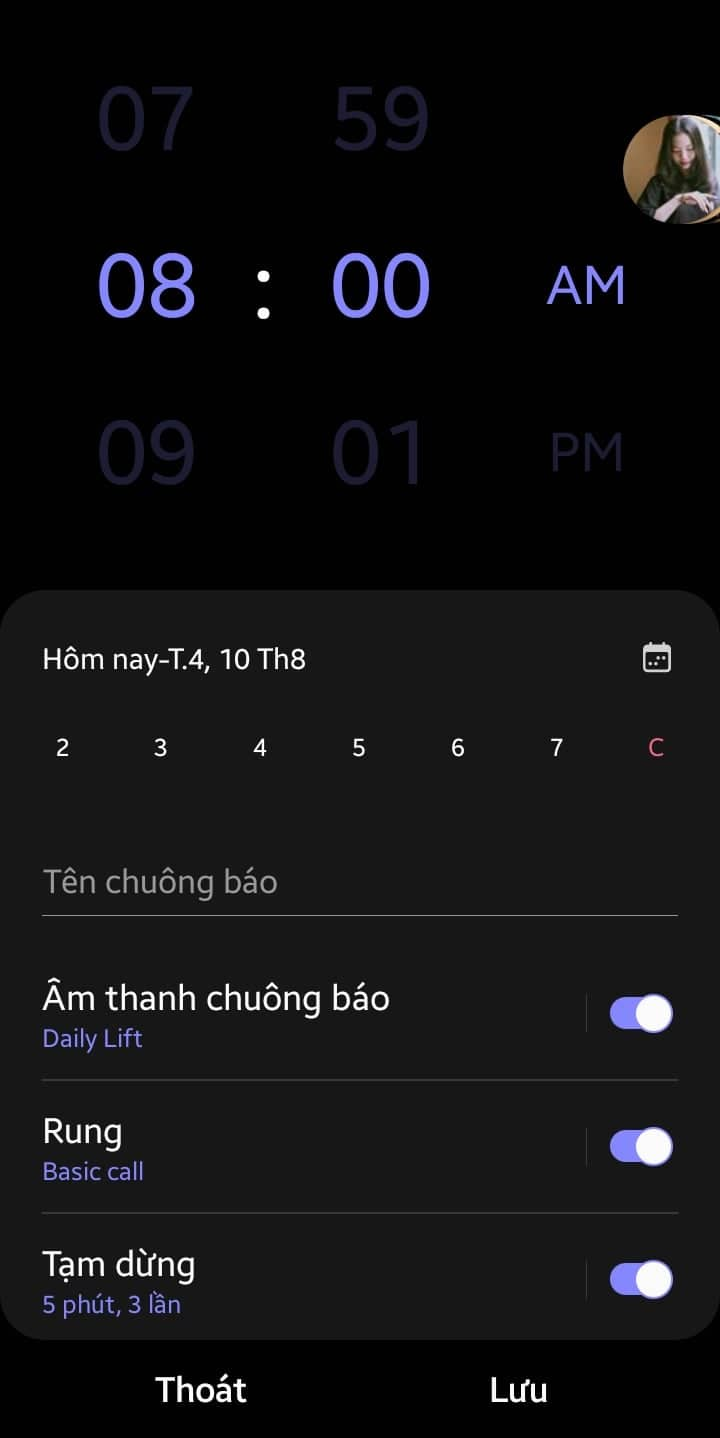 07 59
08 : 00 AM
09 01 PM
Hôm nay-T.4, 10 Th8
2 3 4 5 6 7 C
Tên chuông báo
Âm thanh chuông báo
Daily Lift
Rung
Basic call
Tạm dừng
5 phút, 3 lần
Thoát Lưu